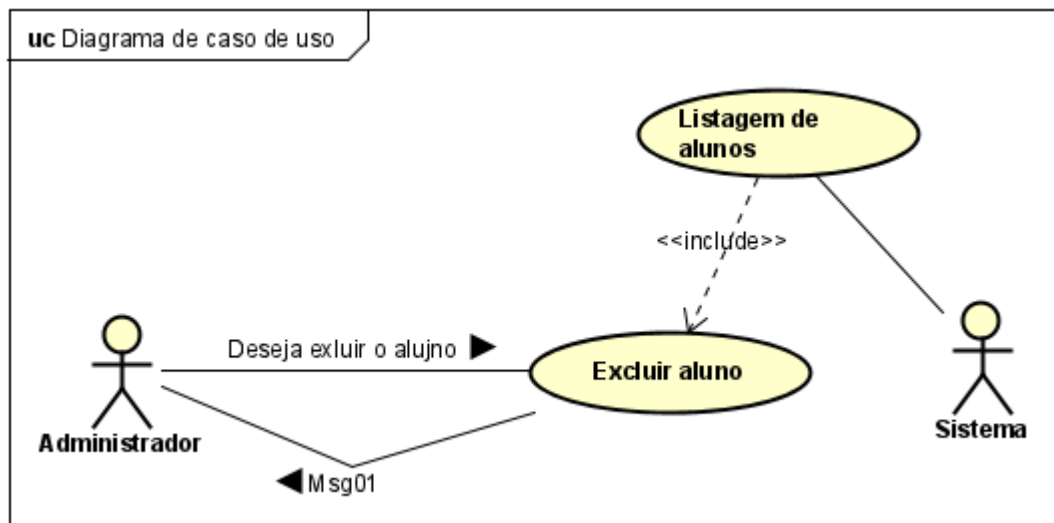 uc Diagrama de caso de uso
Listagem de
alunos
<<include>>
Deseja exluir o alujno
Excluir aluno
Administrador
Sistema
Msg01